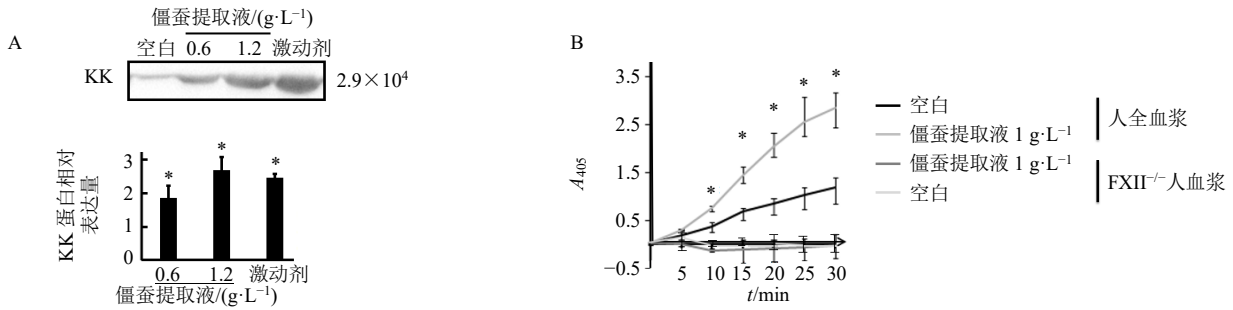 A
僵蚕提取液/(g·L⁻¹)
空白 0.6 1.2 激动剂
KK
2.9×10⁴
KK 蛋白相对
表达量
3
2
1
0
*
*
*
0.6 1.2 激动剂
僵蚕提取液/(g·L⁻¹)
B
A₄₀₅
3.5
2.5
1.5
0.5
−0.5
* * * * *
5 10 15 20 25 30
t/min
空白
僵蚕提取液 1 g·L⁻¹
人全血浆
僵蚕提取液 1 g·L⁻¹
空白
FXII⁻/⁻人血浆